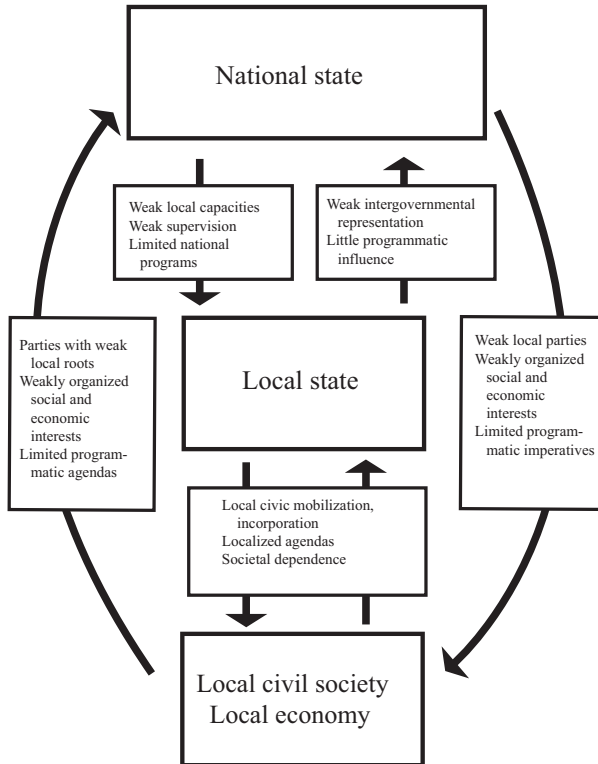 National state
Weak local capacities
Weak supervision
Limited national
programs
Weak intergovernmental
representation
Little programmatic
influence
Parties with weak
local roots
Weakly organized
social and
economic
interests
Limited program-
matic agendas
Local state
Weak local parties
Weakly organized
social and
economic
interests
Limited program-
matic imperatives
Local civic mobilization,
incorporation
Localized agendas
Societal dependence
Local civil society
Local economy